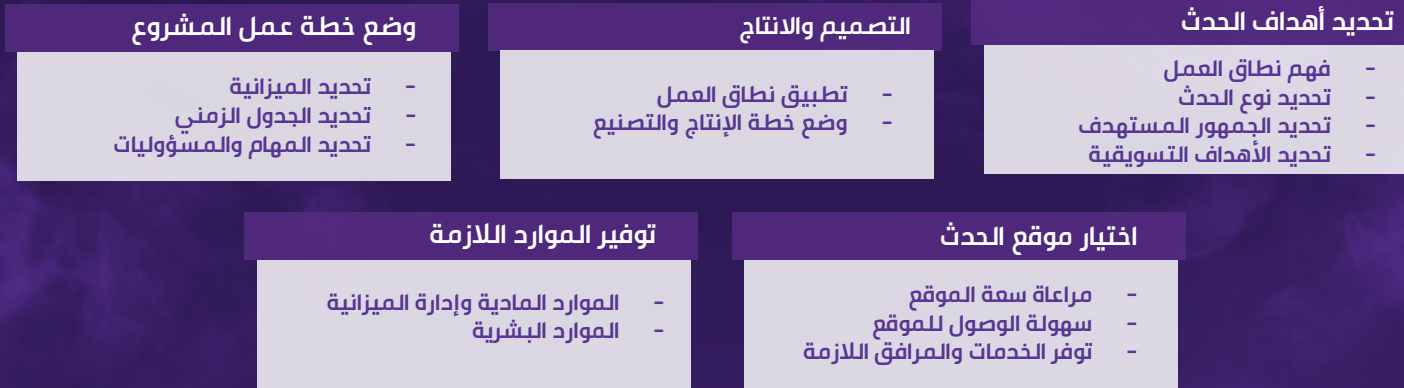 تحديد أهداف الحدث
- فهم نطاق العمل
- تحديد نوع الحدث
- تحديد الجمهور المستهدف
- تحديد الأهداف التسويقية
التصميم والانتاج
- تطبيق نطاق العمل
- وضع خطة الإنتاج والتصنيع
وضع خطة عمل المشروع
- تحديد الميزانية
- تحديد الجدول الزمني
- تحديد المهام والمسؤوليات
اختيار موقع الحدث
- مراعاة سعة الموقع
- سهولة الوصول للموقع
- توفر الخدمات والمرافق اللازمة
توفير الموارد اللازمة
- الموارد المادية وإدارة الميزانية
- الموارد البشرية